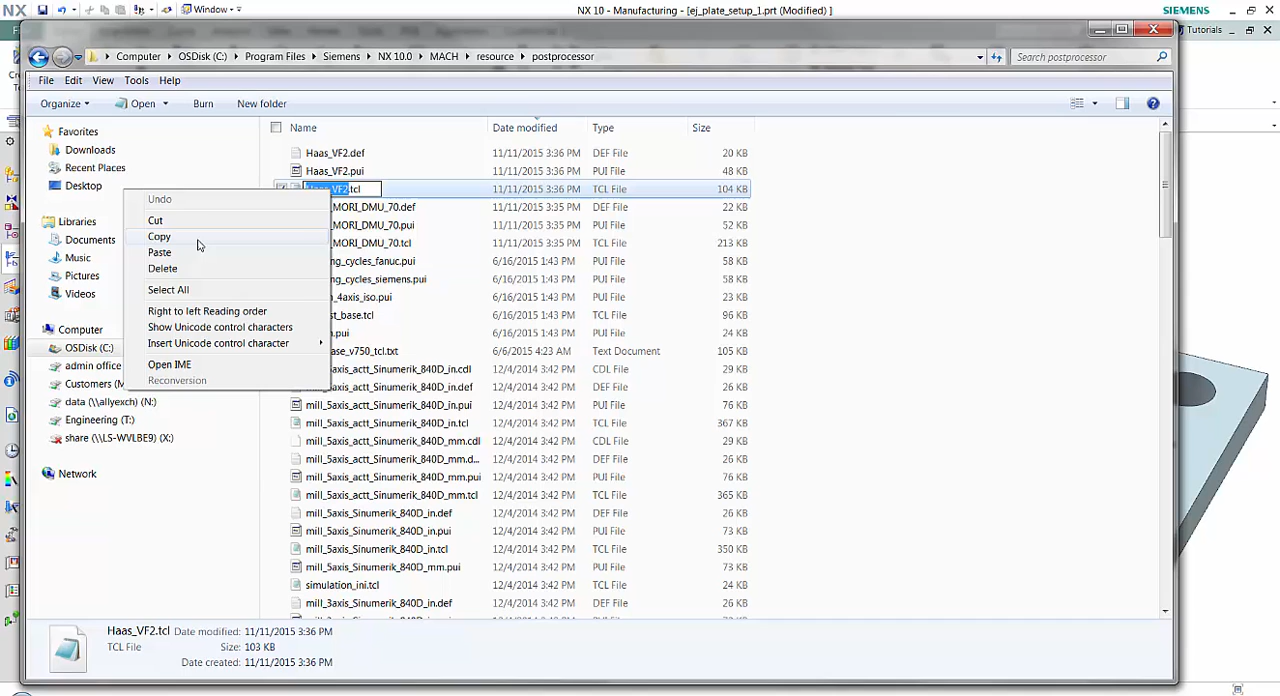 NX
Window
NX 10 - Manufacturing - [ej_plate_setup_1.prt (Modified) ]
SIEMENS
Tutorials
Computer
OSDisk (C:)
Program Files
Siemens
NX 10.0
MACH
resource
postprocessor
Search postprocessor
File Edit View Tools Help
Organize Open Burn New folder
Favorites
Downloads
Recent Places
Desktop
Libraries
Documents
Music
Pictures
Videos
Computer
OSDisk (C:)
admin office
Customers (M
data (\\allyexch) (N:)
Engineering (T:)
share (\\LS-WVLBE9) (X:)
Network
Undo
Cut
Copy
Paste
Delete
Select All
Right to left Reading order
Show Unicode control characters
Insert Unicode control character
Open IME
Reconversion
Name Date modified Type Size
Haas_VF2.def 11/11/2015 3:36 PM DEF File 20 KB
Haas_VF2.pui 11/11/2015 3:36 PM PUI File 48 KB
Haas_VF2.tcl 11/11/2015 3:36 PM TCL File 104 KB
_MORI_DMU_70.def 11/11/2015 3:35 PM DEF File 22 KB
_MORI_DMU_70.pui 11/11/2015 3:35 PM PUI File 52 KB
_MORI_DMU_70.tcl 11/11/2015 3:35 PM TCL File 213 KB
ng_cycles_fanuc.pui 6/16/2015 1:43 PM PUI File 58 KB
ng_cycles_siemens.pui 6/16/2015 1:43 PM PUI File 58 KB
_4axis_iso.pui 6/16/2015 1:43 PM PUI File 58 KB
st_base.tcl 6/16/2015 1:43 PM TCL File 96 KB
.pui 6/16/2015 1:43 PM PUI File 58 KB
ase_v750_tcl.txt 6/6/2015 4:23 AM Text Document 105 KB
mill_5axis_actt_Sinumerik_840D_in.cdl 12/4/2014 3:42 PM CDL File 29 KB
mill_5axis_actt_Sinumerik_840D_in.def 12/4/2014 3:42 PM DEF File 26 KB
mill_5axis_actt_Sinumerik_840D_in.pui 12/4/2014 3:42 PM PUI File 76 KB
mill_5axis_actt_Sinumerik_840D_in.tcl 12/4/2014 3:42 PM TCL File 367 KB
mill_5axis_actt_Sinumerik_840D_mm.cdl 12/4/2014 3:42 PM CDL File 29 KB
mill_5axis_actt_Sinumerik_840D_mm.d... 12/4/2014 3:42 PM DEF File 26 KB
mill_5axis_actt_Sinumerik_840D_mm.pui 12/4/2014 3:42 PM PUI File 76 KB
mill_5axis_actt_Sinumerik_840D_mm.tcl 12/4/2014 3:42 PM TCL File 365 KB
mill_5axis_Sinumerik_840D_in.def 12/4/2014 3:42 PM DEF File 26 KB
mill_5axis_Sinumerik_840D_in.pui 12/4/2014 3:42 PM PUI File 73 KB
mill_5axis_Sinumerik_840D_in.tcl 12/4/2014 3:42 PM TCL File 350 KB
mill_5axis_Sinumerik_840D_mm.pui 12/4/2014 3:42 PM PUI File 73 KB
simulation_ini.tcl 12/4/2014 3:42 PM TCL File 24 KB
mill_3axis_Sinumerik_840D_in.def 12/4/2014 3:42 PM DEF File 26 KB
Haas_VF2.tcl Date modified: 11/11/2015 3:36 PM
TCL File Size: 103 KB
Date created: 11/11/2015 3:36 PM